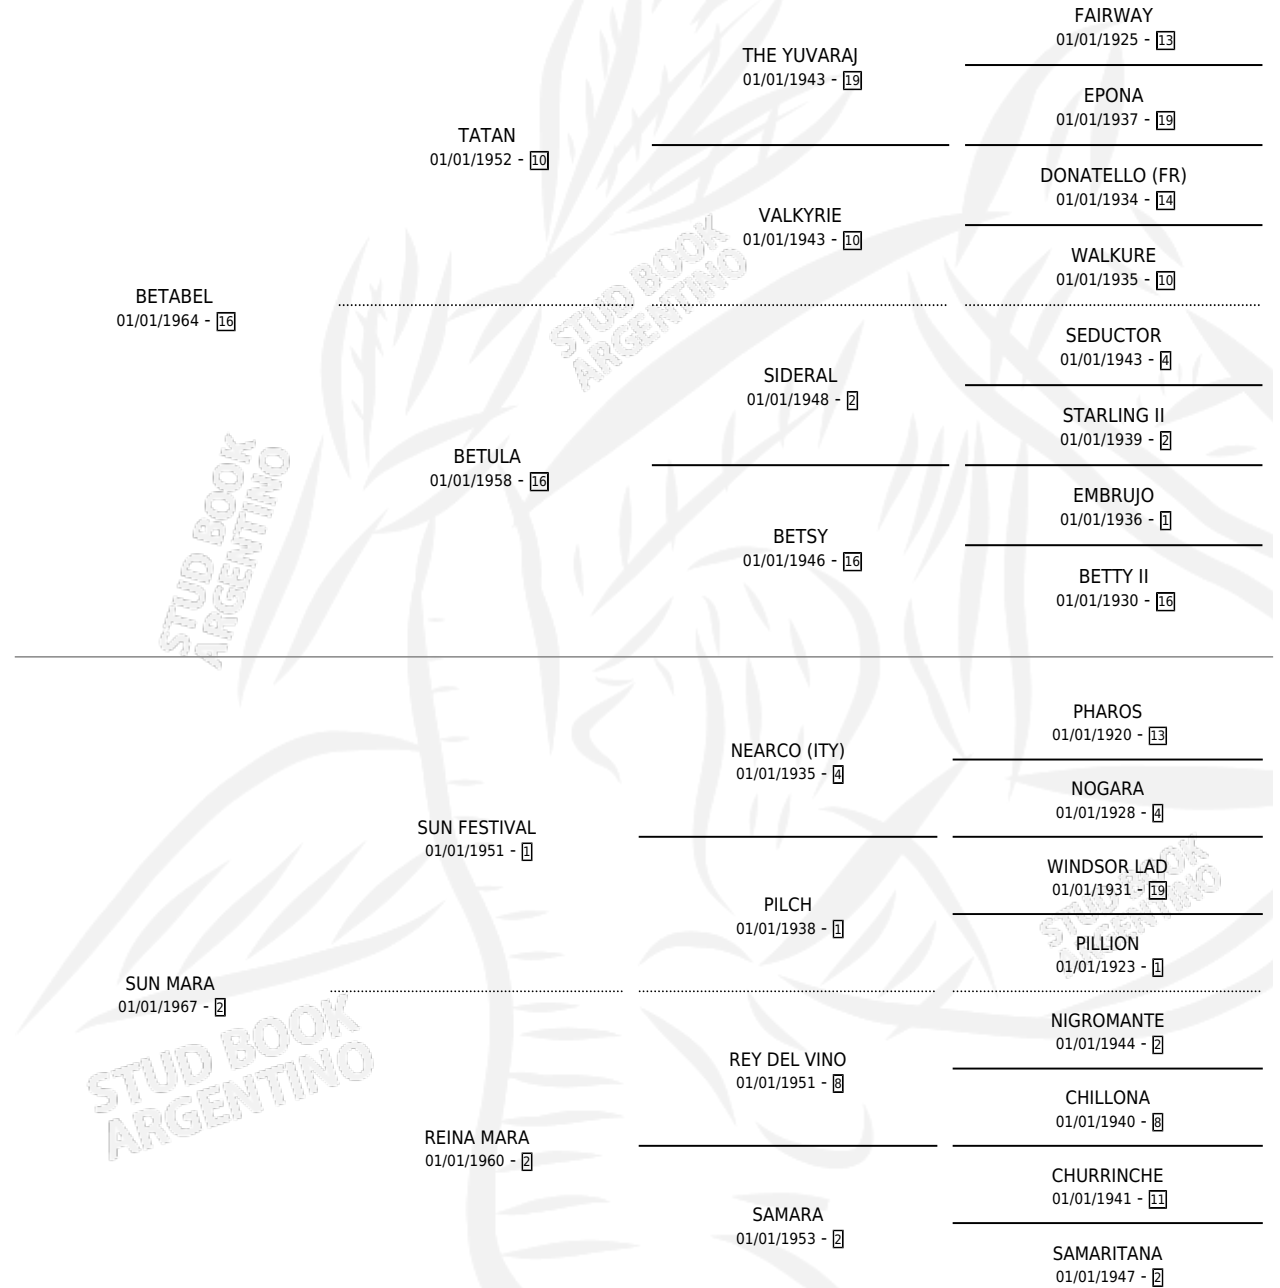 FAIRWAY
01/01/1925 - 13
THE YUVARAJ
01/01/1943 - 19
EPONA
01/01/1937 - 19
TATAN
01/01/1952 - 10
DONATELLO (FR)
01/01/1934 - 14
VALKYRIE
01/01/1943 - 10
WALKURE
01/01/1935 - 10
BETABEL
01/01/1964 - 16
STUD BOOK
ARGENTINO
SEDUCTOR
01/01/1943 - 4
SIDERAL
01/01/1948 - 2
STARLING II
01/01/1939 - 2
BETULA
01/01/1958 - 16
EMBRUJO
01/01/1936 - 1
BETSY
01/01/1946 - 16
BETTY II
01/01/1930 - 16
STUD BOOK
ARGENTINO
PHAROS
01/01/1920 - 13
NEARCO (ITY)
01/01/1935 - 4
NOGARA
01/01/1928 - 4
SUN FESTIVAL
01/01/1951 - 1
WINDSOR LAD
01/01/1931 - 19
PILCH
01/01/1938 - 1
PILLION
01/01/1923 - 1
STUD BOOK
ARGENTINO
SUN MARA
01/01/1967 - 2
NIGROMANTE
01/01/1944 - 2
REY DEL VINO
01/01/1951 - 8
CHILLONA
01/01/1940 - 8
STUD BOOK
ARGENTINO
REINA MARA
01/01/1960 - 2
CHURRINCHE
01/01/1941 - 11
SAMARA
01/01/1953 - 2
SAMARITANA
01/01/1947 - 2